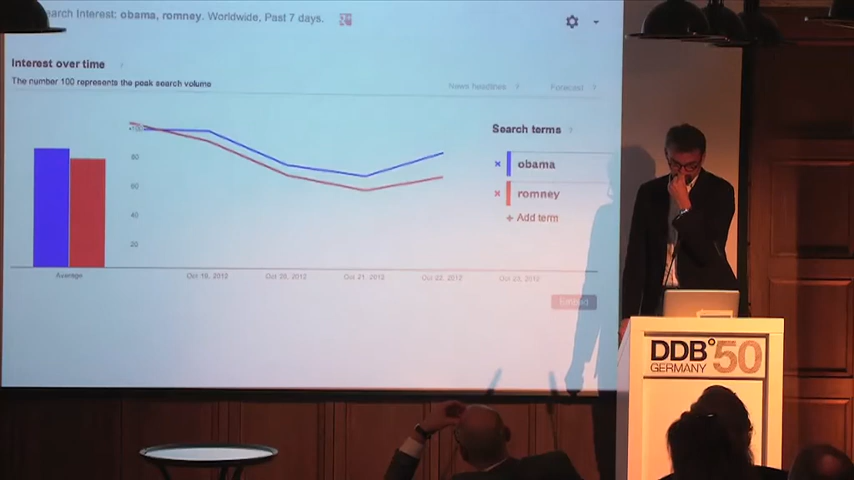 earch Interest: obama, romney. Worldwide, Past 7 days.
Interest over time
The number 100 represents the peak search volume
News headlines ?
Forecast ?
100
80
60
40
20
Average
Oct 19, 2012
Oct 20, 2012
Oct 21, 2012
Oct 22, 2012
Oct 23, 2012
Search terms ?
× obama
× romney
+ Add term
DDB° 50
GERMANY